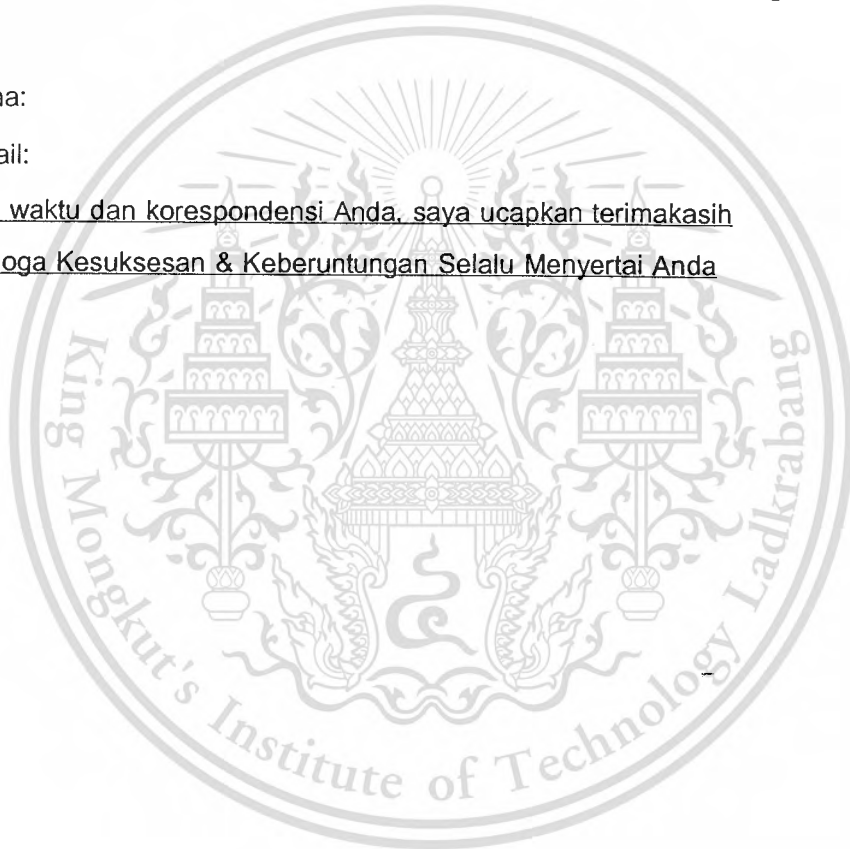 na:
ail:
waktu dan korespondensi Anda, saya ucapkan terimakasih
oga Kesuksesan & Keberuntungan Selalu Menyertai Anda
King Mongkut's Institute of Technology Ladkrabang